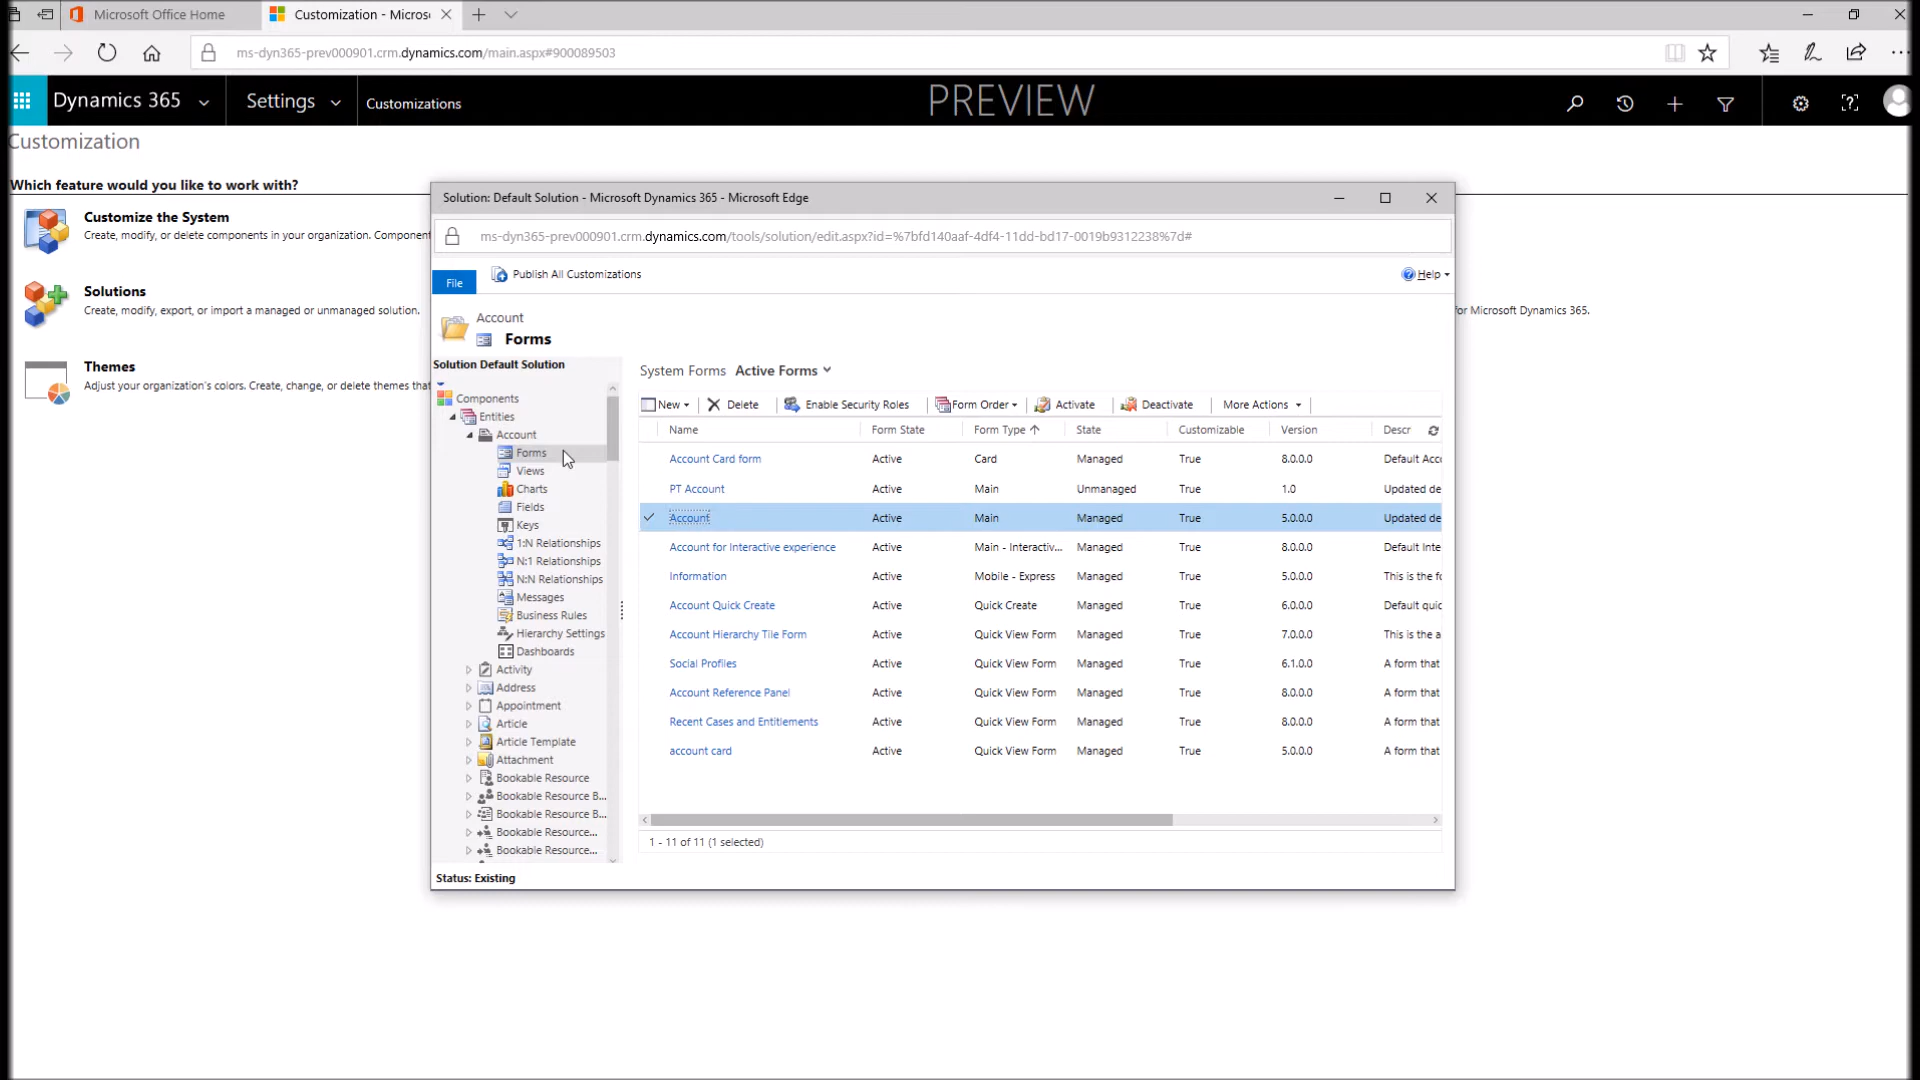 Microsoft Office Home
Customization - Micros
ms-dyn365-prev000901.crm.dynamics.com/main.aspx#900089503
Dynamics 365
Settings
Customizations
PREVIEW
Customization
Which feature would you like to work with?
Customize the System
Create, modify, or delete components in your organization. Component
Solutions
Create, modify, export, or import a managed or unmanaged solution.
for Microsoft Dynamics 365.
Themes
Adjust your organization's colors. Create, change, or delete themes that
Solution: Default Solution - Microsoft Dynamics 365 - Microsoft Edge
ms-dyn365-prev000901.crm.dynamics.com/tools/solution/edit.aspx?id=%7bfd140aaf-4df4-11dd-bd17-0019b9312238%7d#
File
Publish All Customizations
Help
Account
Forms
Solution Default Solution
Components
Entities
Account
Forms
Views
Charts
Fields
Keys
1:N Relationships
N:1 Relationships
N:N Relationships
Messages
Business Rules
Hierarchy Settings
Dashboards
Activity
Address
Appointment
Article
Article Template
Attachment
Bookable Resource
Bookable Resource B...
Bookable Resource B...
Bookable Resource...
Bookable Resource...
System Forms Active Forms
New Delete Enable Security Roles Form Order Activate Deactivate More Actions
Name Form State Form Type State Customizable Version Descr
Account Card form Active Card Managed True 8.0.0.0 Default Acco
PT Account Active Main Unmanaged True 1.0 Updated de
Account Active Main Managed True 5.0.0.0 Updated de
Account for Interactive experience Active Main - Interactiv... Managed True 8.0.0.0 Default Inte
Information Active Mobile - Express Managed True 5.0.0.0 This is the fo
Account Quick Create Active Quick Create Managed True 6.0.0.0 Default quic
Account Hierarchy Tile Form Active Quick View Form Managed True 7.0.0.0 This is the a
Social Profiles Active Quick View Form Managed True 6.1.0.0 A form that
Account Reference Panel Active Quick View Form Managed True 8.0.0.0 A form that
Recent Cases and Entitlements Active Quick View Form Managed True 8.0.0.0 A form that
account card Active Quick View Form Managed True 5.0.0.0 A form that
1 - 11 of 11 (1 selected)
Status: Existing